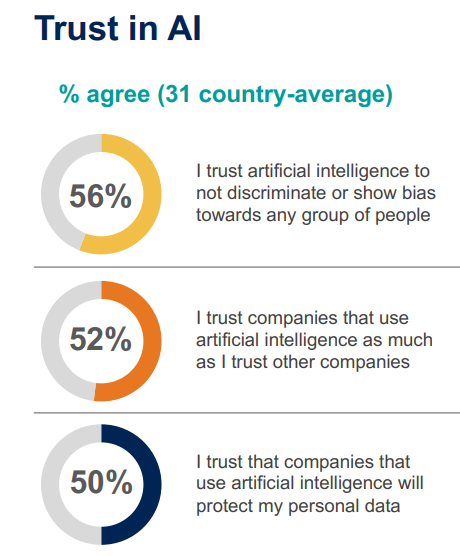 Trust in AI
% agree (31 country-average)
56%
I trust artificial intelligence to
not discriminate or show bias
towards any group of people
52%
I trust companies that use
artificial intelligence as much
as I trust other companies
50%
I trust that companies that
use artificial intelligence will
protect my personal data